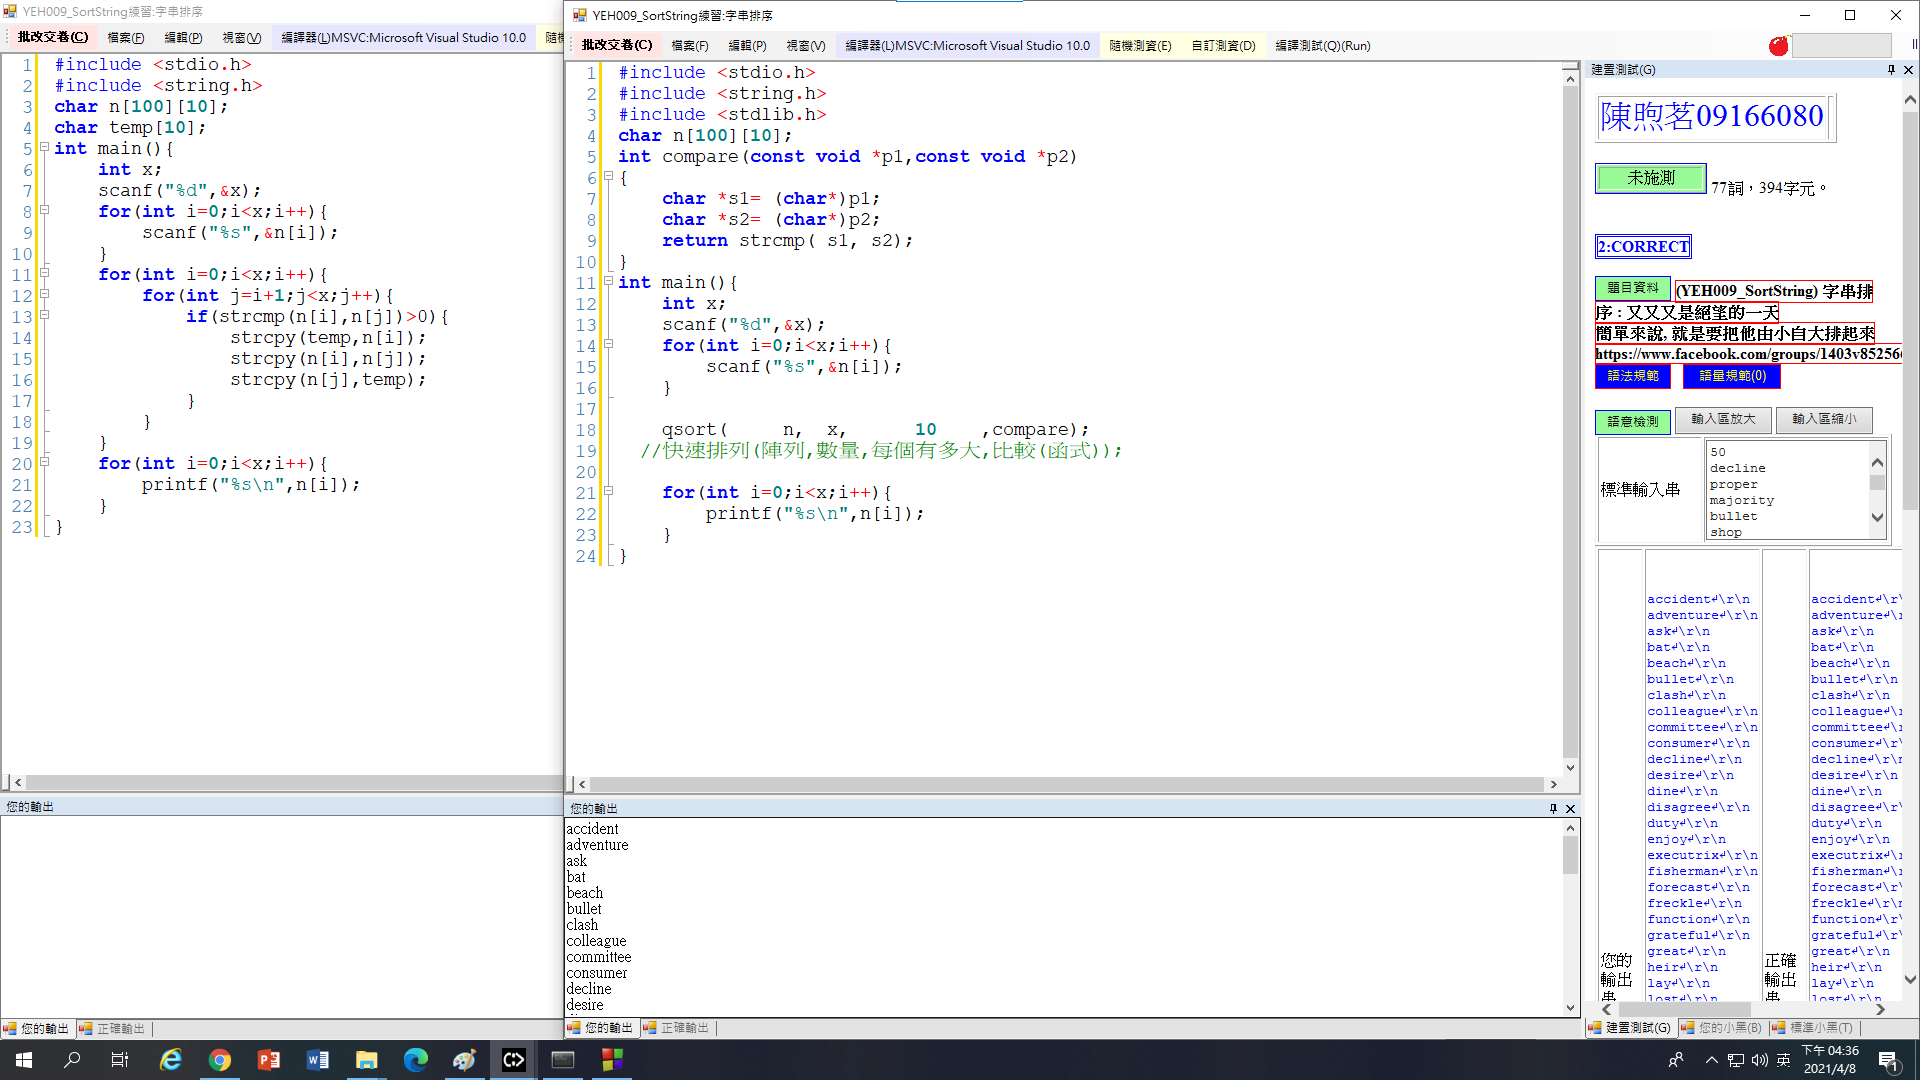 YEH009_SortString練習:字串排序
批改交卷(C) 檔案(F) 編輯(P) 視窗(V) 編譯器(L)MSVC:Microsoft Visual Studio 10.0 隨機
1 #include <stdio.h>
2 #include <string.h>
3 char n[100][10];
4 char temp[10];
5 int main(){
6 int x;
7 scanf("%d",&x);
8 for(int i=0;i<x;i++){
9 scanf("%s",&n[i]);
10 }
11 for(int i=0;i<x;i++){
12 for(int j=i+1;j<x;j++){
13 if(strcmp(n[i],n[j])>0){
14 strcpy(temp,n[i]);
15 strcpy(n[i],n[j]);
16 strcpy(n[j],temp);
17 }
18 }
19 }
20 for(int i=0;i<x;i++){
21 printf("%s\n",n[i]);
22 }
23 }
您的輸出
您的輸出 正確輸出
YEH009_SortString練習:字串排序
批改交卷(C) 檔案(F) 編輯(P) 視窗(V) 編譯器(L)MSVC:Microsoft Visual Studio 10.0 隨機測資(E) 自訂測資(D) 編譯測試(Q)(Run)
1 #include <stdio.h>
2 #include <string.h>
3 #include <stdlib.h>
4 char n[100][10];
5 int compare(const void *p1,const void *p2)
6 {
7 char *s1= (char*)p1;
8 char *s2= (char*)p2;
9 return strcmp( s1, s2);
10 }
11 int main(){
12 int x;
13 scanf("%d",&x);
14 for(int i=0;i<x;i++){
15 scanf("%s",&n[i]);
16 }
17
18 qsort( n, x, 10 ,compare);
19 //快速排列(陣列,數量,每個有多大,比較(函式));
20
21 for(int i=0;i<x;i++){
22 printf("%s\n",n[i]);
23 }
24 }
您的輸出
accident
adventure
ask
bat
beach
bullet
clash
colleague
committee
consumer
decline
desire
您的輸出 正確輸出
建置測試(G)
陳煦茗09166080
未施測 77詞，394字元。
2:CORRECT
題目資料 (YEH009_SortString) 字串排
序 : 又又又是絕望的一天
簡單來說, 就是要把他由小自大排起來
https://www.facebook.com/groups/1403v85256
語法規範 語量規範(0)
語意檢測 輸入區放大 輸入區縮小
標準輸入串
50
decline
proper
majority
bullet
shop
您的輸出串
accident↲\r\n
adventure↲\r\n
ask↲\r\n
bat↲\r\n
beach↲\r\n
bullet↲\r\n
clash↲\r\n
colleague↲\r\n
committee↲\r\n
consumer↲\r\n
decline↲\r\n
desire↲\r\n
dine↲\r\n
disagree↲\r\n
duty↲\r\n
enjoy↲\r\n
executrix↲\r\n
fisherman↲\r\n
forecast↲\r\n
freckle↲\r\n
function↲\r\n
grateful↲\r\n
great↲\r\n
heir↲\r\n
lay↲\r\n
lost↲\r\n
正確輸出串
accident↲\r\
adventure↲\r
ask↲\r\n
bat↲\r\n
beach↲\r\n
bullet↲\r\n
clash↲\r\n
colleague↲\r
committee↲\r
consumer↲\r\
decline↲\r\n
desire↲\r\n
dine↲\r\n
disagree↲\r\
duty↲\r\n
enjoy↲\r\n
executrix↲\r
fisherman↲\r
forecast↲\r\
freckle↲\r\n
function↲\r\
grateful↲\r\
great↲\r\n
heir↲\r\n
lay↲\r\n
lost↲\r\n
建置測試(G) 您的小黑(B) 標準小黑(T)
英
下午 04:36
2021/4/8
1